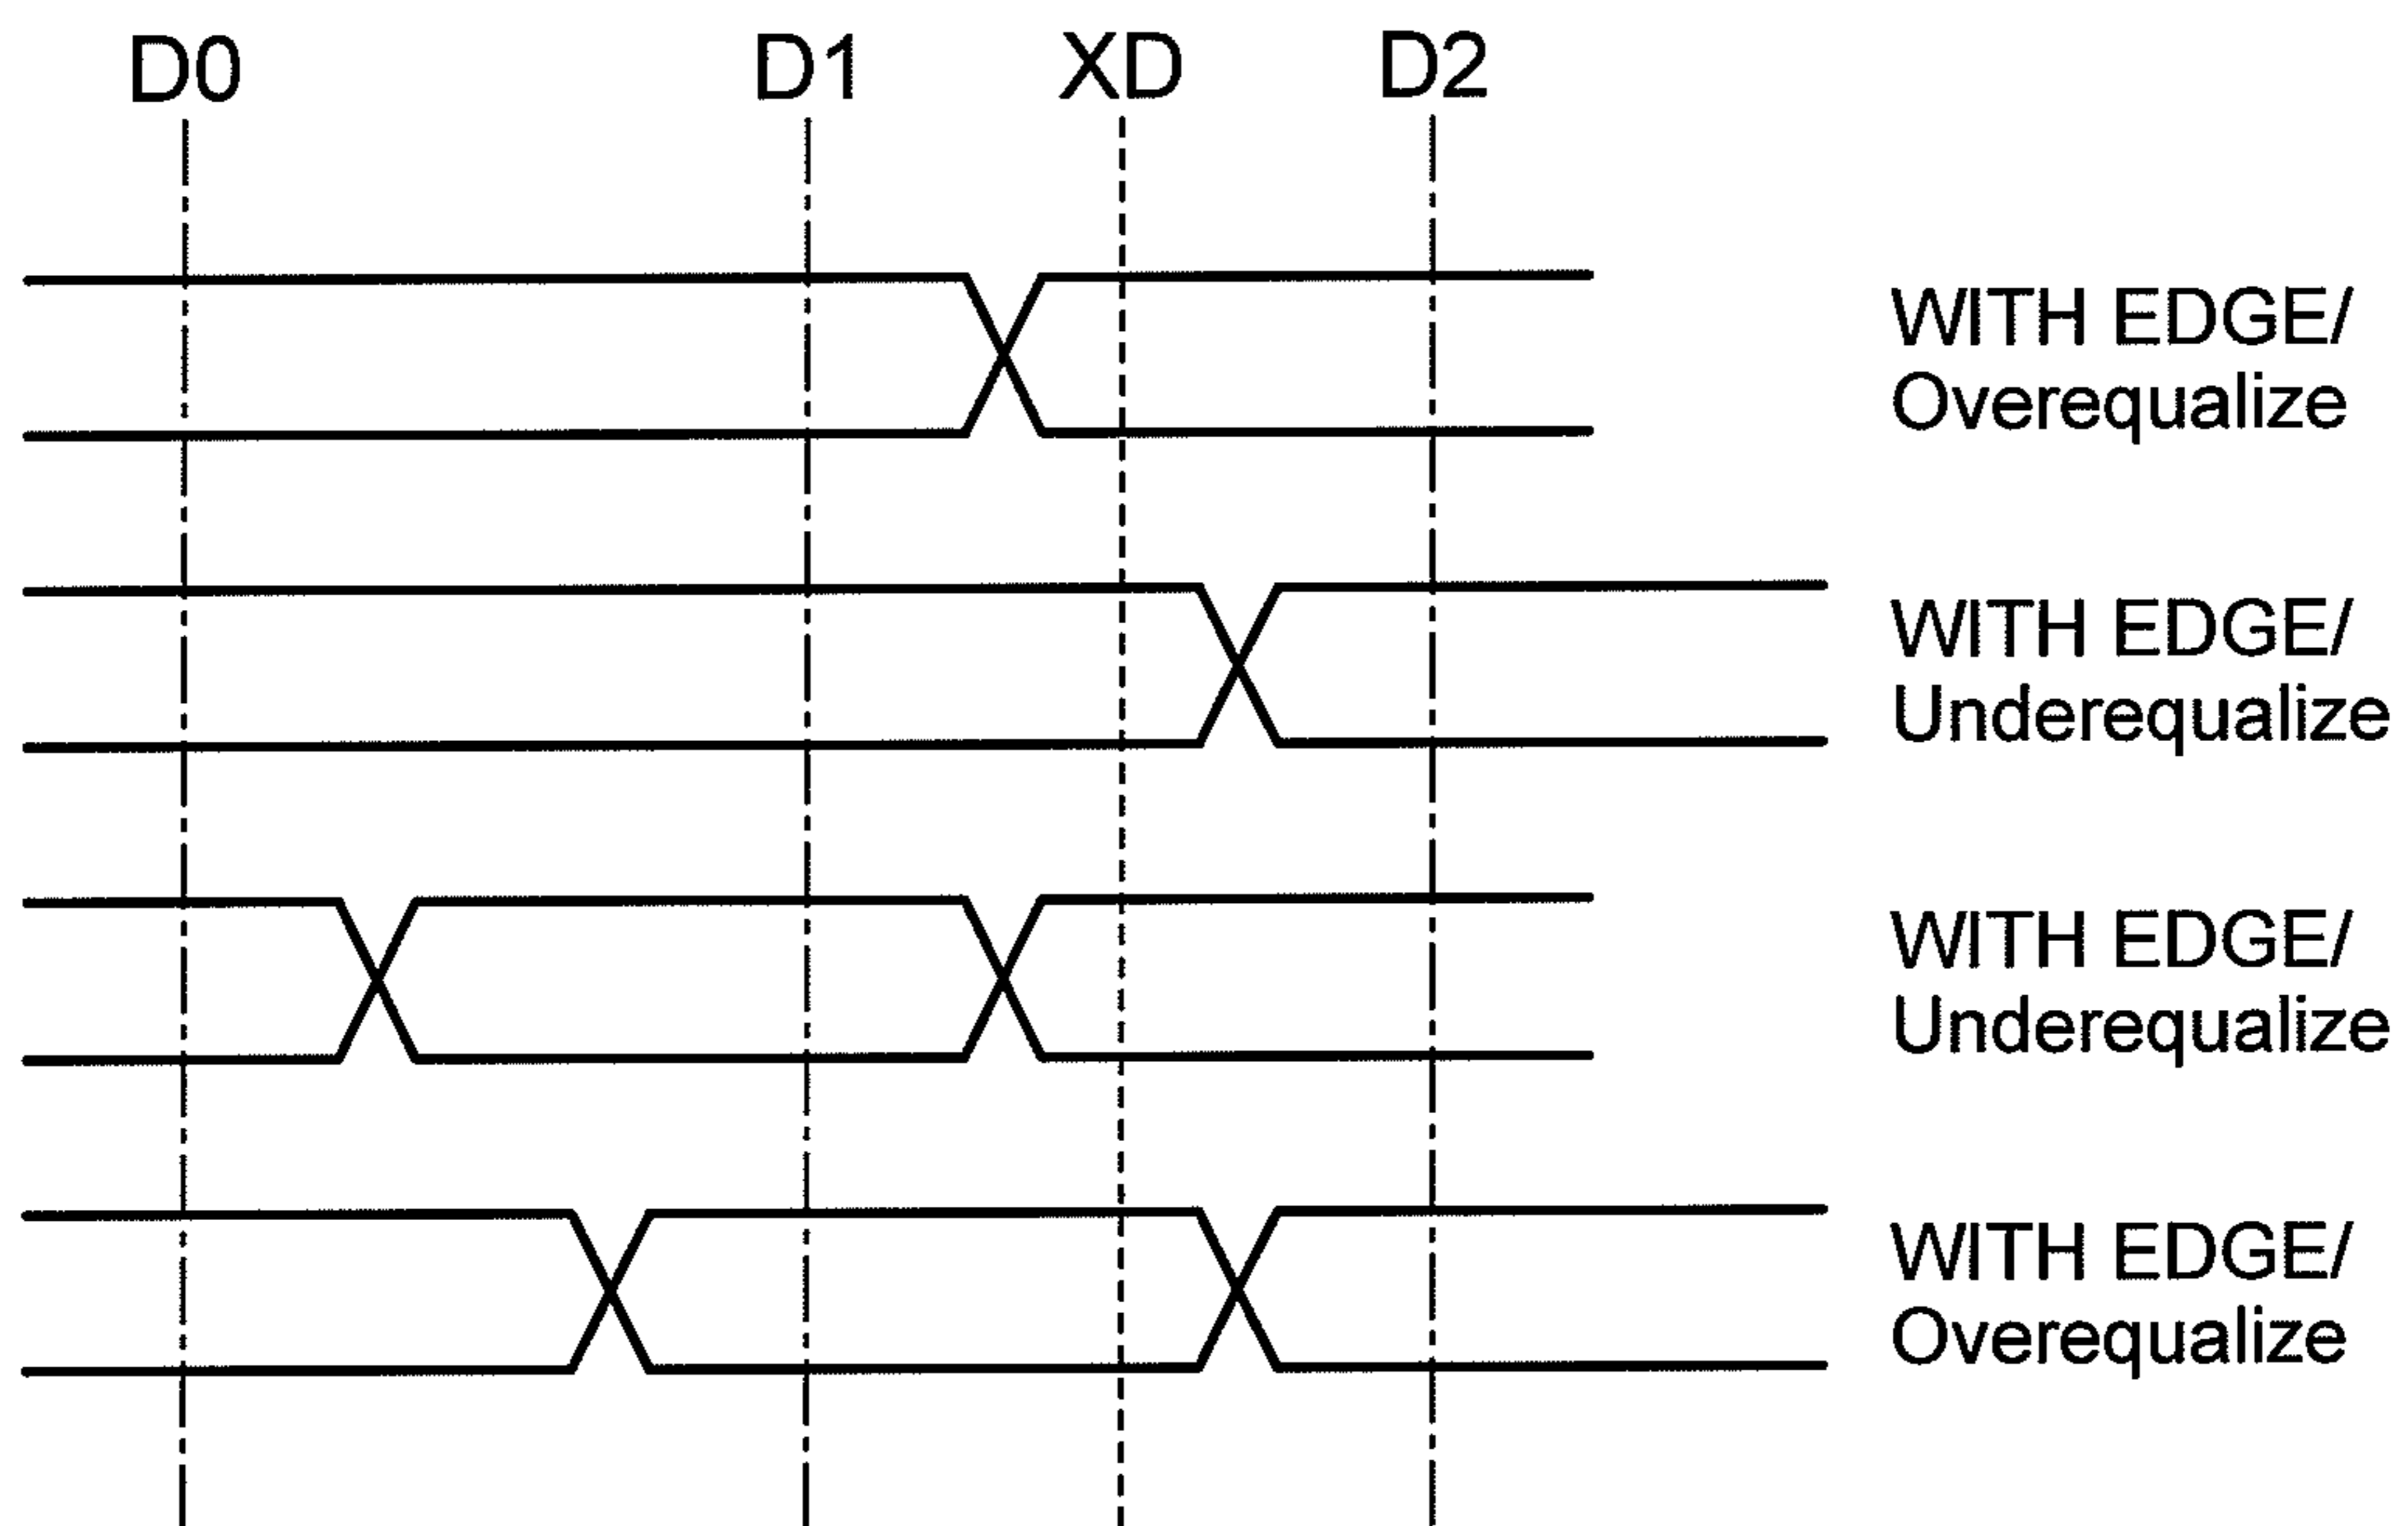 D0 D1 XD D2
WITH EDGE/
Overequalize
WITH EDGE/
Underequalize
WITH EDGE/
Underequalize
WITH EDGE/
Overequalize